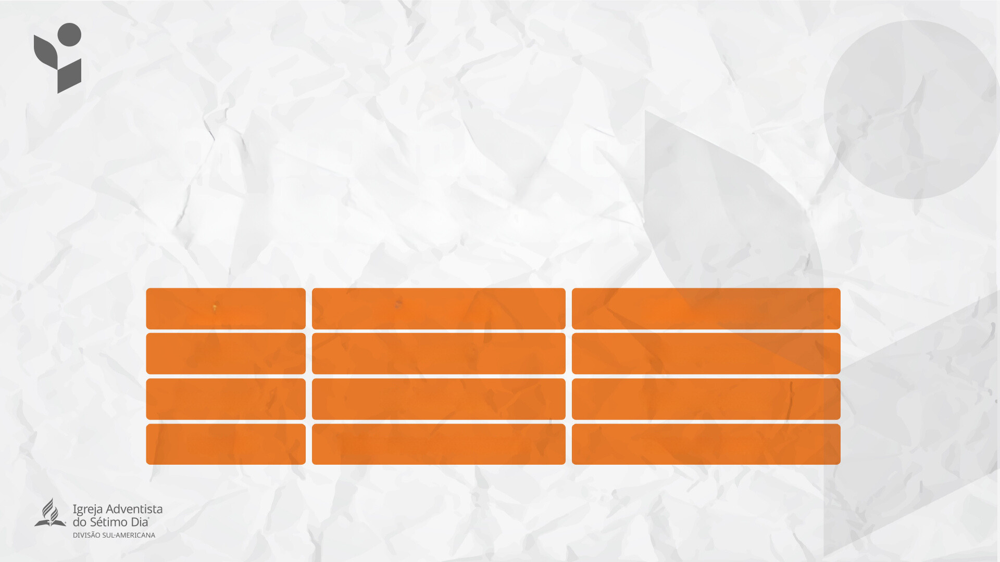 Igreja Adventista
do Sétimo Dia
DIVISÃO SUL-AMERICANA